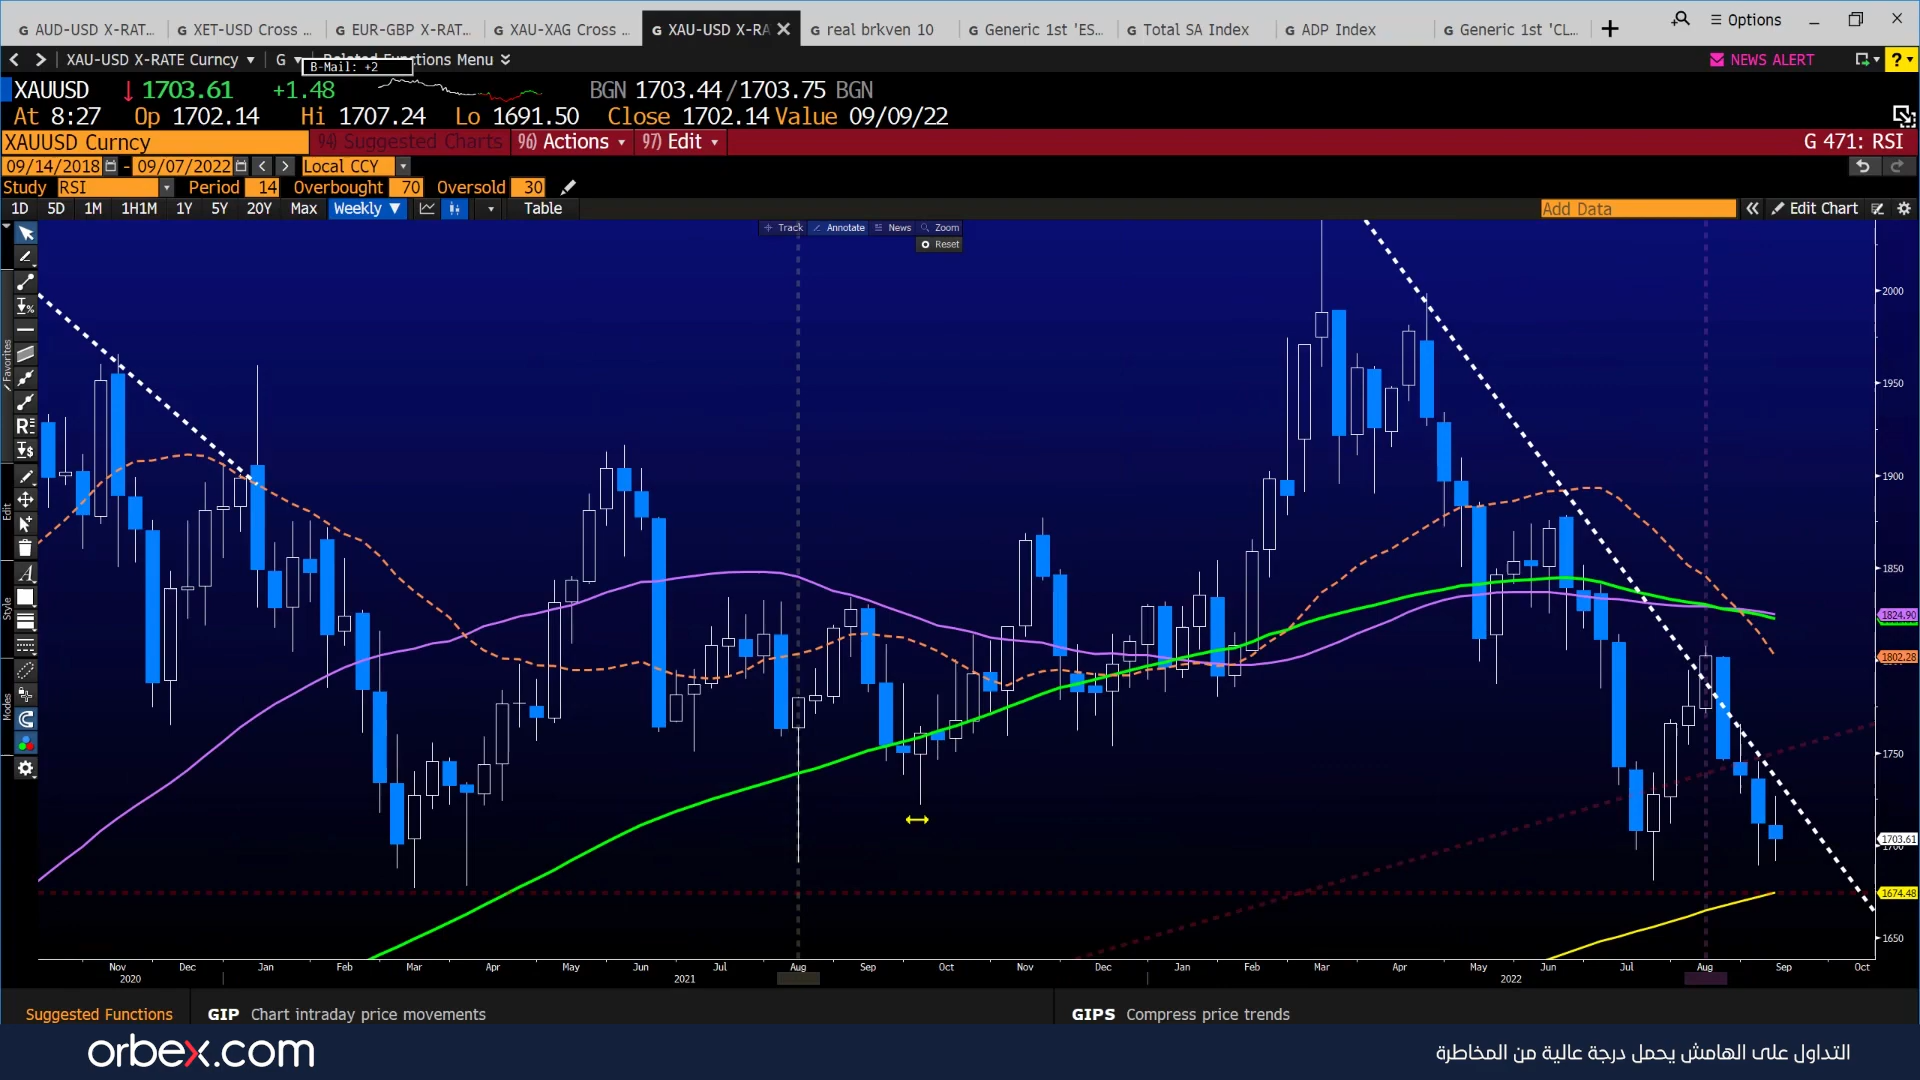 AUD-USD X-RAT... XET-USD Cross ... EUR-GBP X-RAT... XAU-XAG Cross ... XAU-USD X-RA real brkven 10 Generic 1st 'ES... Total SA Index ADP Index Generic 1st 'CL... Options
XAU-USD X-RATE Curncy G Related Functions Menu NEWS ALERT ?
B-Mail: +2
XAUUSD ↓ 1703.61 +1.48 BGN 1703.44/1703.75 BGN
At 8:27 Op 1702.14 Hi 1707.24 Lo 1691.50 Close 1702.14 Value 09/09/22
XAUUSD Curncy 94) Suggested Charts 96) Actions 97) Edit G 471: RSI
09/14/2018 - 09/07/2022 Local CCY
Study RSI Period 14 Overbought 70 Oversold 30
1D 5D 1M 1H1M 1Y 5Y 20Y Max Weekly ▼ Table Add Data « Edit Chart
Track Annotate News Zoom
Reset
Favorites
Edit
Style
Modes
2000
1950
1900
1850
1824.90
1802.28
1750
1703.61
1700
1674.48
1650
Nov Dec Jan Feb Mar Apr May Jun Jul Aug Sep Oct Nov Dec Jan Feb Mar Apr May Jun Jul Aug Sep Oct
2020 2021 2022
Suggested Functions GIP Chart intraday price movements GIPS Compress price trends
orbex.com
التداول على الهامش يحمل درجة عالية من المخاطرة